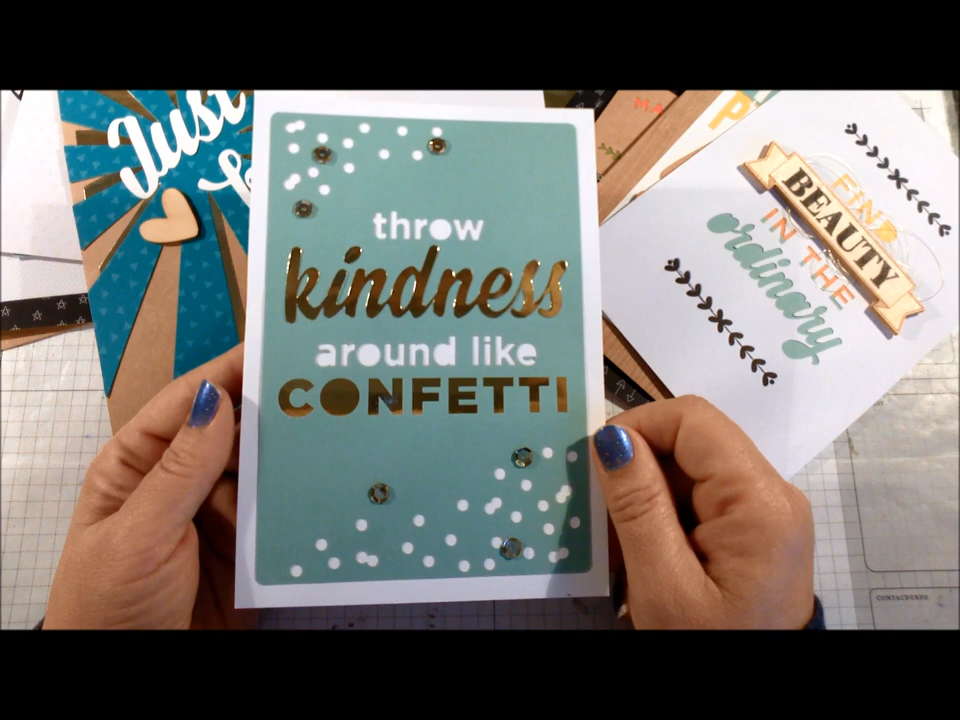 throw
kindness
around like
CONFETTI
Just
FIND
BEAUTY
IN THE
ordinary